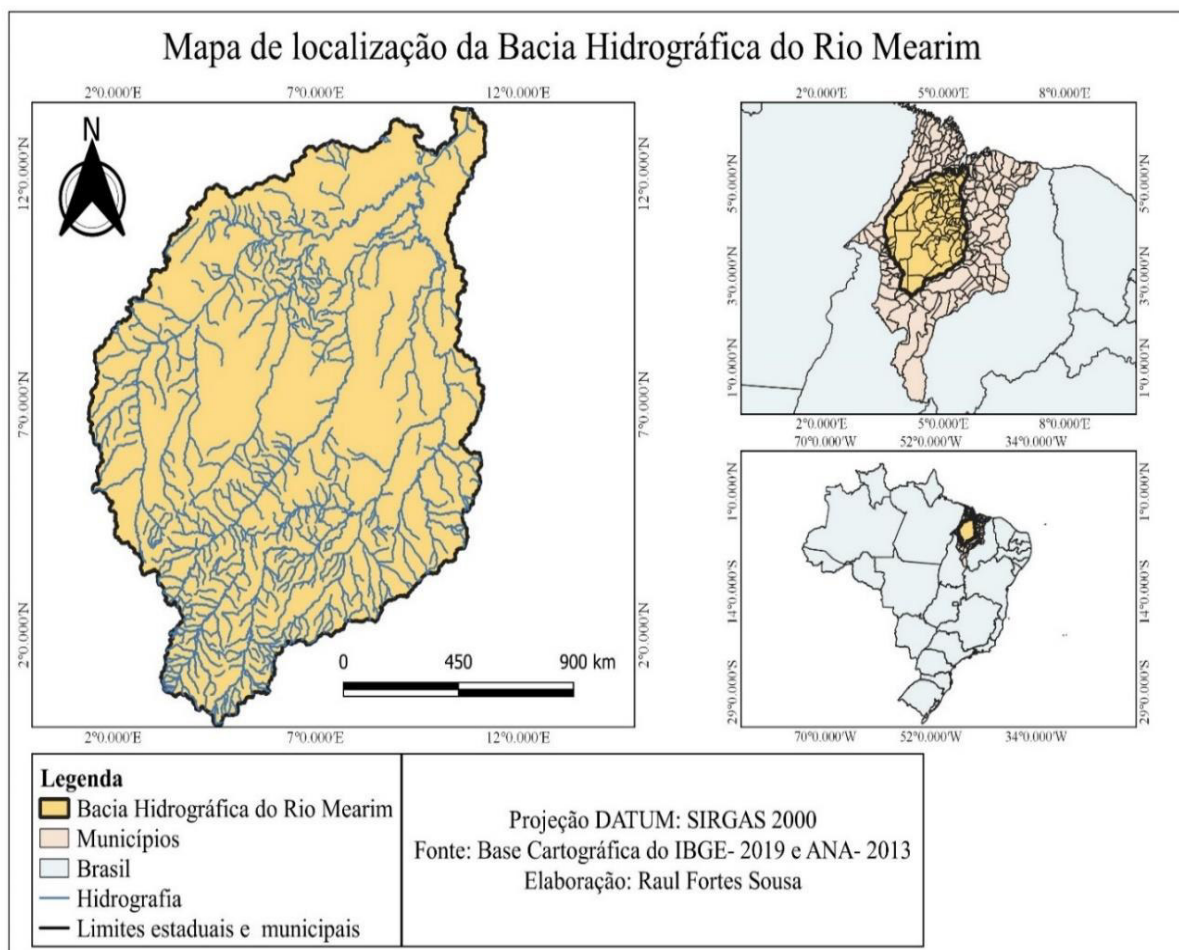 Mapa de localização da Bacia Hidrográfica do Rio Mearim
2°0.000'E 7°0.000'E 12°0.000'E
N
12°0.000'N
7°0.000'N
2°0.000'N
12°0.000'N
7°0.000'N
2°0.000'N
0 450 900 km
2°0.000'E 7°0.000'E 12°0.000'E
2°0.000'E 5°0.000'E 8°0.000'E
5°0.000'N
3°0.000'N
1°0.000'N
5°0.000'N
3°0.000'N
1°0.000'N
2°0.000'E 5°0.000'E 8°0.000'E
70°0.000'W 52°0.000'W 34°0.000'W
1°0.000'N
14°0.000'S
29°0.000'S
1°0.000'N
14°0.000'S
29°0.000'S
70°0.000'W 52°0.000'W 34°0.000'W
Legenda
Bacia Hidrográfica do Rio Mearim
Municípios
Brasil
Hidrografia
Limites estaduais e municipais
Projeção DATUM: SIRGAS 2000
Fonte: Base Cartográfica do IBGE- 2019 e ANA- 2013
Elaboração: Raul Fortes Sousa